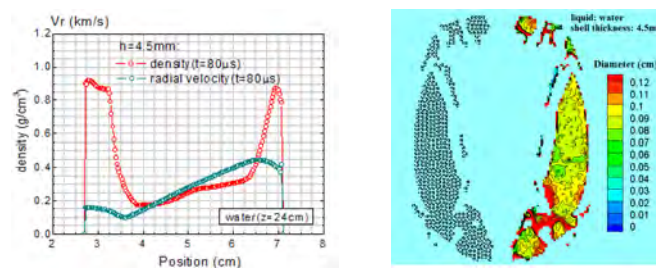 Vr (km/s)
1.2
1.0
0.8
0.6
0.4
0.2
0.0
density (g/cm³)
h=4.5mm:
density(t=80μs)
radial velocity(t=80μs)
water(z=24cm)
2 3 4 5 6 7 8
Position (cm)
liquid: water
shell thickness: 4.5m
Diameter (cm)
0.12
0.11
0.1
0.09
0.08
0.07
0.06
0.05
0.04
0.03
0.02
0.01
0